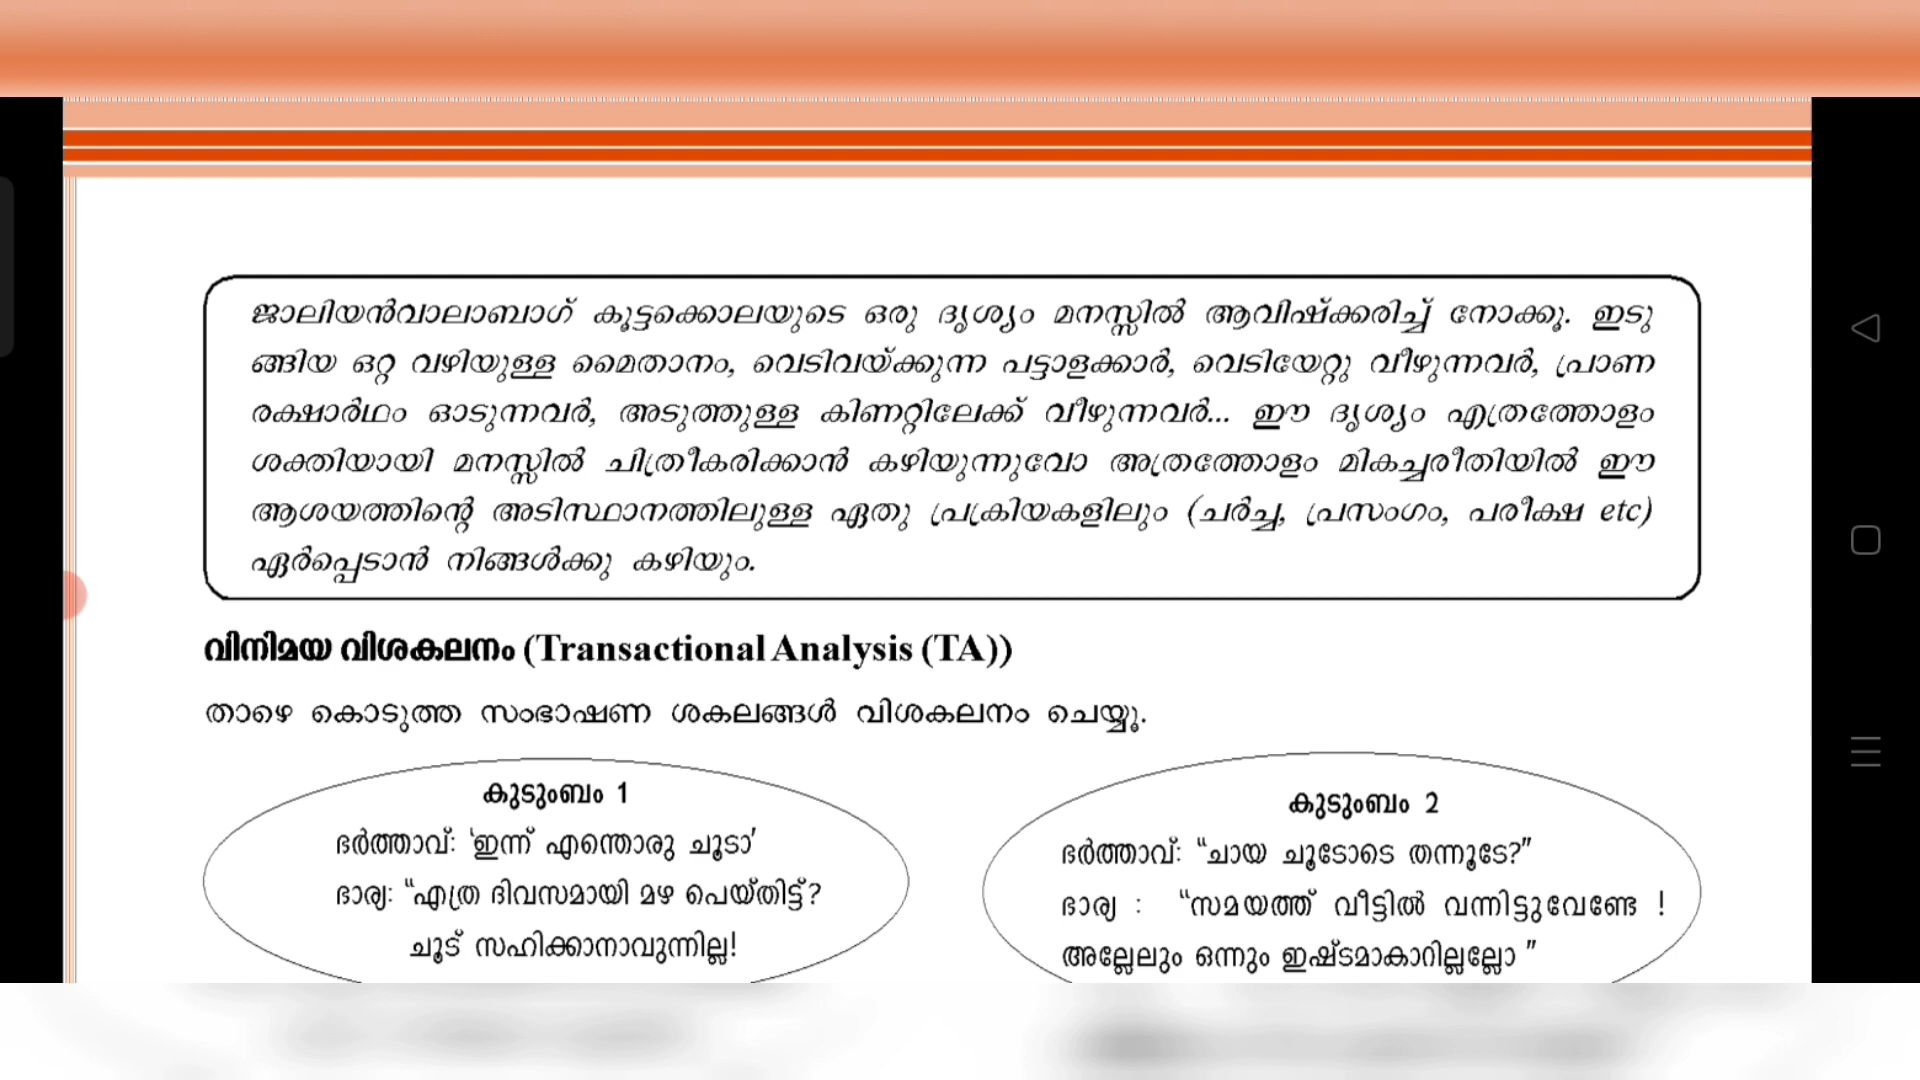 ജാലിയൻവാലാബാഗ് കൂട്ടക്കൊലയുടെ ഒരു ദൃശ്യം മനസ്സിൽ ആവിഷ്ക്കരിച്ച് നോക്കൂ. ഇടു
ങ്ങിയ ഒറ്റ വഴിയുള്ള മൈതാനം, വെടിവയ്ക്കുന്ന പട്ടാളക്കാർ, വെടിയേറ്റു വീഴുന്നവർ, പ്രാണ
രക്ഷാർഥം ഓടുന്നവർ, അടുത്തുള്ള കിണറ്റിലേക്ക് വീഴുന്നവർ... ഈ ദൃശ്യം എത്രത്തോളം
ശക്തിയായി മനസ്സിൽ ചിത്രീകരിക്കാൻ കഴിയുന്നുവോ അത്രത്തോളം മികച്ചരീതിയിൽ ഈ
ആശയത്തിന്റെ അടിസ്ഥാനത്തിലുള്ള ഏതു പ്രക്രിയകളിലും (ചർച്ച, പ്രസംഗം, പരീക്ഷ etc)
ഏർപ്പെടാൻ നിങ്ങൾക്കു കഴിയും.
വിനിമയ വിശകലനം (Transactional Analysis (TA))
താഴെ കൊടുത്ത സംഭാഷണ ശകലങ്ങൾ വിശകലനം ചെയ്യൂ.
കുടുംബം 1
ഭർത്താവ്: 'ഇന്ന് എന്തൊരു ചൂടാ'
ഭാര്യ: "എത്ര ദിവസമായി മഴ പെയ്തിട്ട്?
ചൂട് സഹിക്കാനാവുന്നില്ല!
കുടുംബം 2
ഭർത്താവ്: "ചായ ചൂടോടെ തന്നൂടേ?"
ഭാര്യ : "സമയത്ത് വീട്ടിൽ വന്നിട്ടുവേണ്ടേ !
അല്ലേലും ഒന്നും ഇഷ്ടമാകാറില്ലല്ലോ "